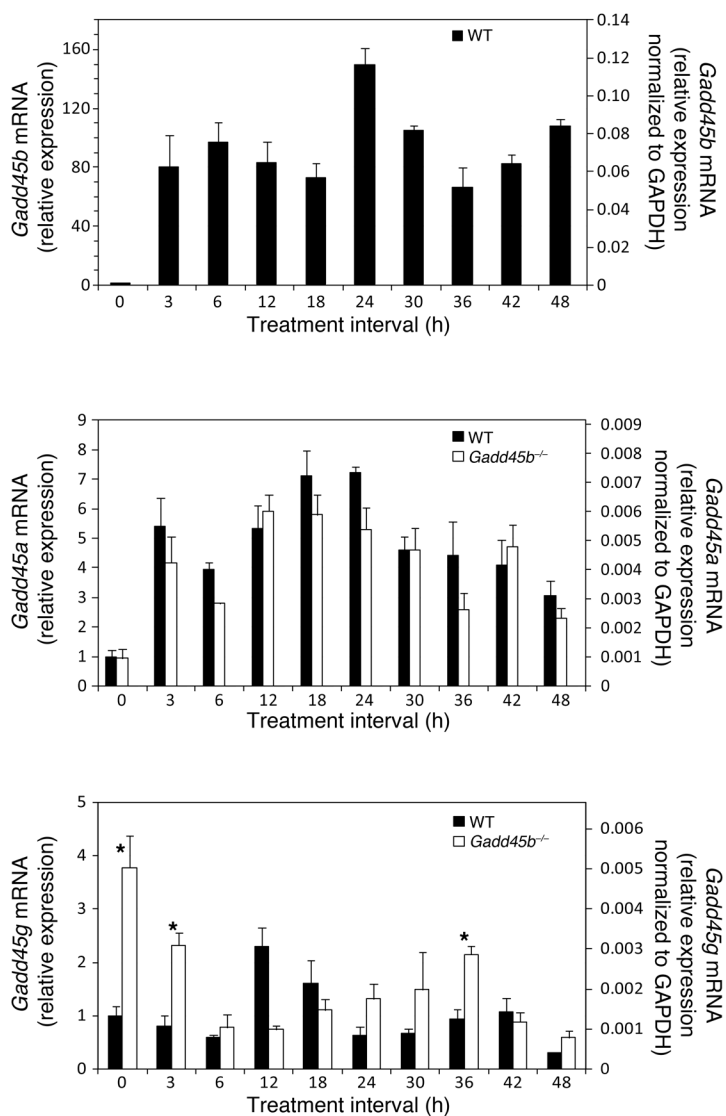 0.14
160
WT
0.12
120
0.10
0.08
80
0.06
40
0.04
0.02
0
0
Gadd45b mRNA
(relative expression)
Gadd45b mRNA
(relative expression
normalized to GAPDH)
0 3 6 12 18 24 30 36 42 48
Treatment interval (h)
9
8
7
6
5
4
3
2
1
0
Gadd45a mRNA
(relative expression)
WT
Gadd45b–/–
0.009
0.008
0.007
0.006
0.005
0.004
0.003
0.002
0.001
0
Gadd45a mRNA
(relative expression
normalized to GAPDH)
0 3 6 12 18 24 30 36 42 48
Treatment interval (h)
5
4
3
2
1
0
Gadd45g mRNA
(relative expression)
*
*
*
WT
Gadd45b–/–
0.006
0.005
0.004
0.003
0.002
0.001
0
Gadd45g mRNA
(relative expression
normalized to GAPDH)
0 3 6 12 18 24 30 36 42 48
Treatment interval (h)